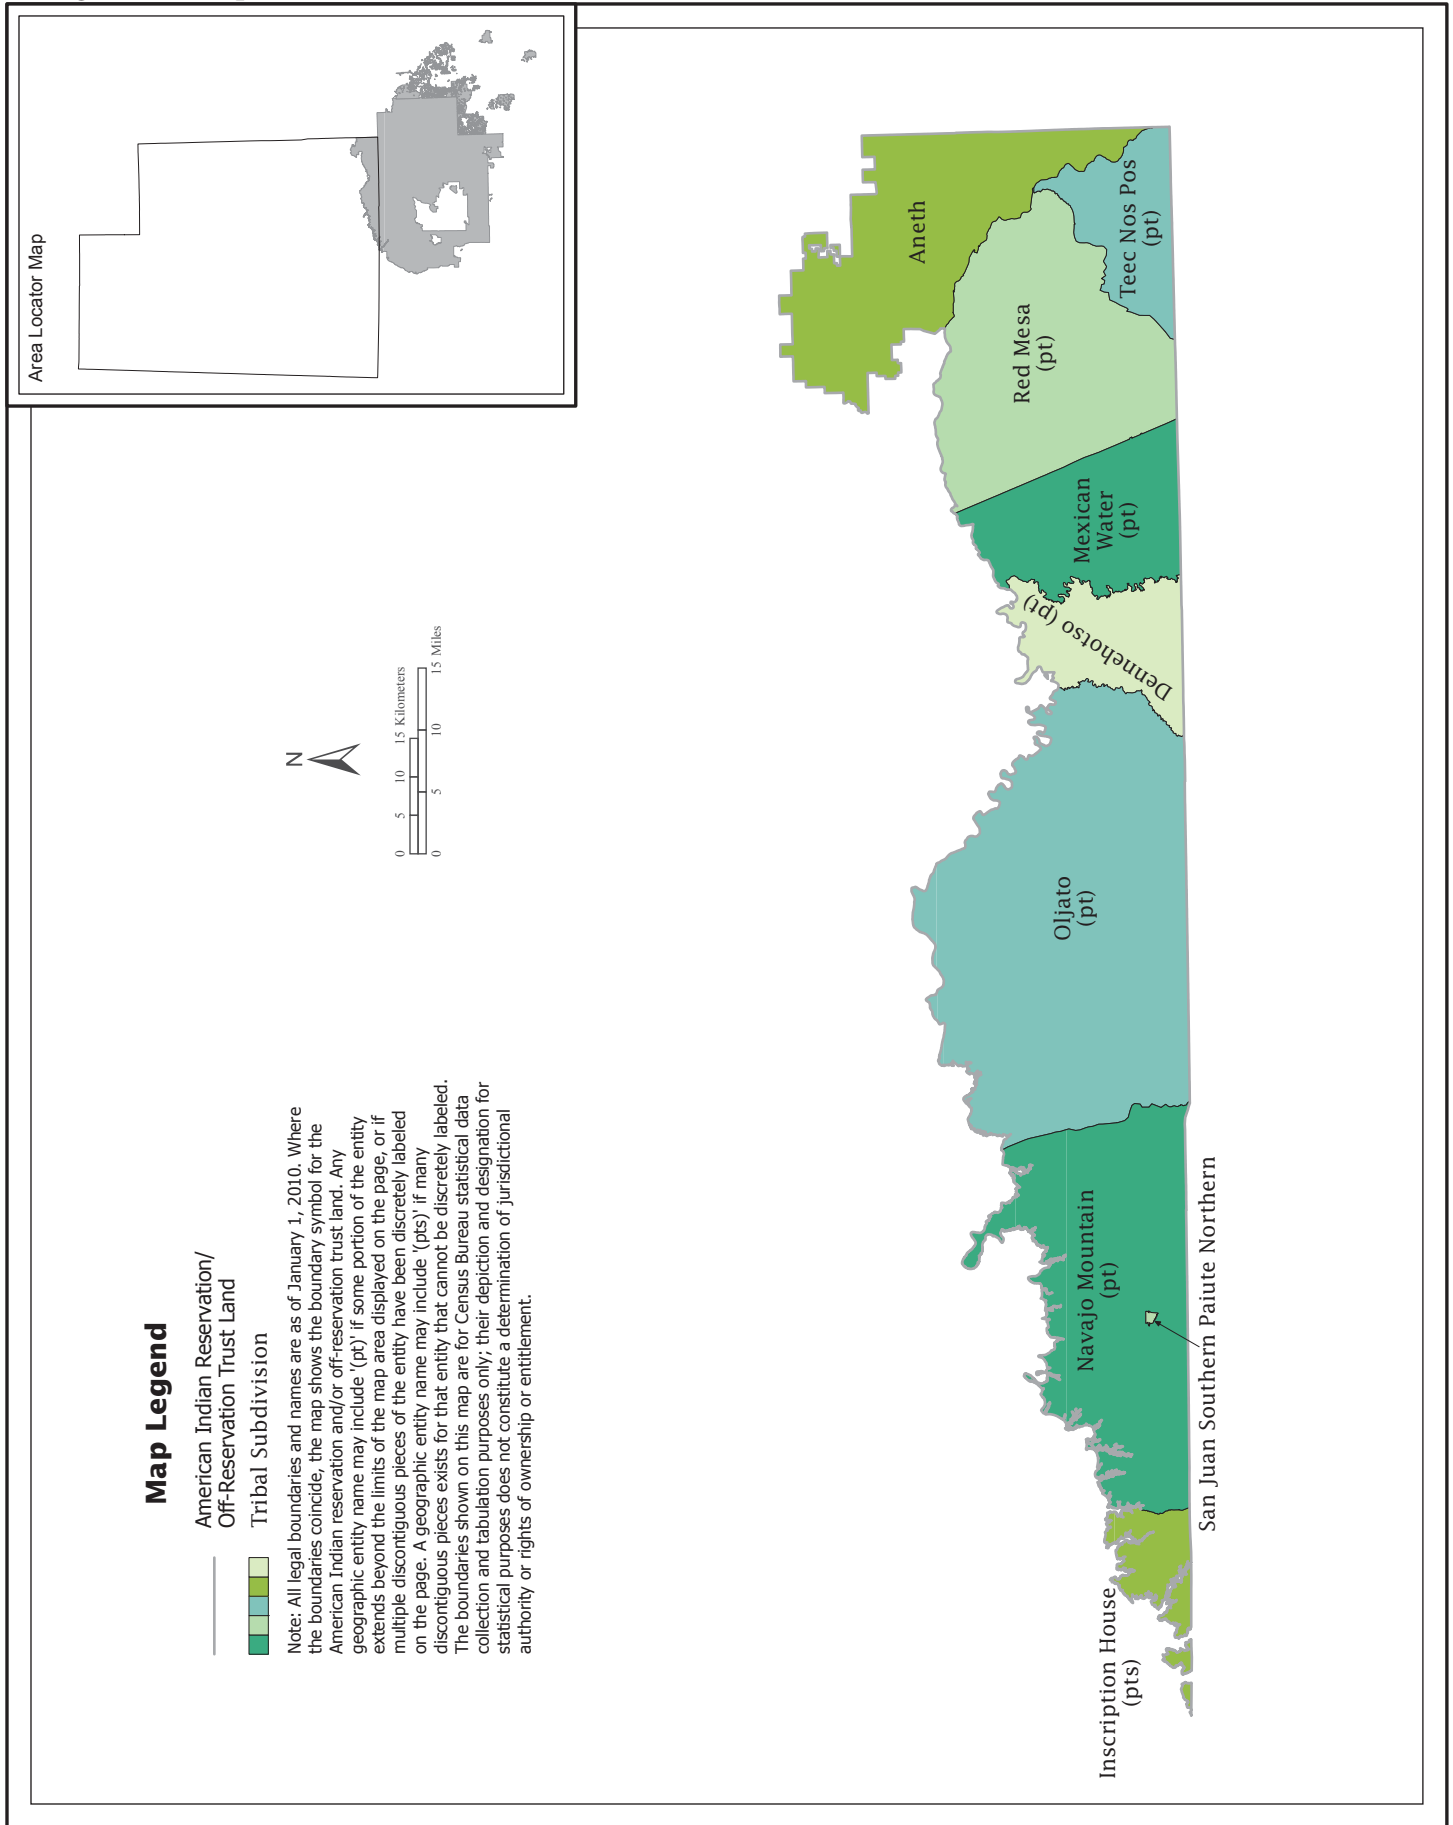 Area Locator Map
Map Legend
American Indian Reservation/
Off-Reservation Trust Land
Tribal Subdivision
Note: All legal boundaries and names are as of January 1, 2010. Where
the boundaries coincide, the map shows the boundary symbol for the
American Indian reservation and/or off-reservation trust land. Any
geographic entity name may include '(pt)' if some portion of the entity
extends beyond the limits of the map area displayed on the page, or if
multiple discontiguous pieces of the entity have been discretely labeled
on the page. A geographic entity name may include '(pts)' if many
discontiguous pieces exists for that entity that cannot be discretely labeled.
The boundaries shown on this map are for Census Bureau statistical data
collection and tabulation purposes only; their depiction and designation for
statistical purposes does not constitute a determination of jurisdictional
authority or rights of ownership or entitlement.
N
0 5 10 15 Kilometers
0 5 10 15 Miles
Inscription House
(pts)
Navajo Mountain
(pt)
San Juan Southern Paiute Northern
Oljato
(pt)
Dennehotso (pt)
Mexican
Water
(pt)
Red Mesa
(pt)
Aneth
Teec Nos Pos
(pt)